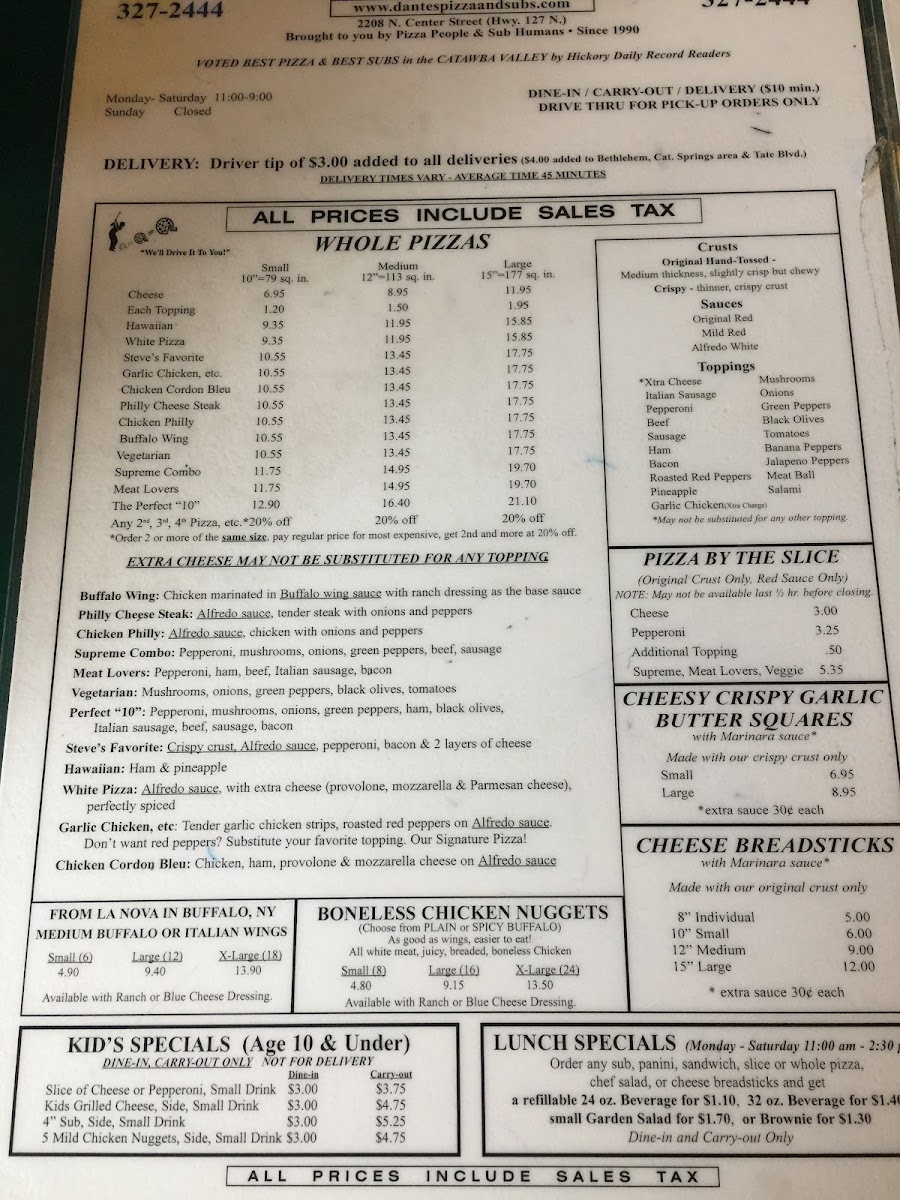 327-2444
www.dantespizzaandsubs.com
327-2444
2208 N. Center Street (Hwy. 127 N.)
Brought to you by Pizza People & Sub Humans • Since 1990
VOTED BEST PIZZA & BEST SUBS in the CATAWBA VALLEY by Hickory Daily Record Readers
Monday- Saturday 11:00-9:00
Sunday Closed
DINE-IN / CARRY-OUT / DELIVERY ($10 min.)
DRIVE THRU FOR PICK-UP ORDERS ONLY
DELIVERY: Driver tip of $3.00 added to all deliveries ($4.00 added to Bethlehem, Cat. Springs area & Tate Blvd.)
DELIVERY TIMES VARY - AVERAGE TIME 45 MINUTES
ALL PRICES INCLUDE SALES TAX
"We'll Drive It To You!"
WHOLE PIZZAS
Small Medium Large
10"=79 sq. in. 12"=113 sq. in. 15"=177 sq. in.
Cheese 6.95 8.95 11.95
Each Topping 1.20 1.50 1.95
Hawaiian 9.35 11.95 15.85
White Pizza 9.35 11.95 15.85
Steve's Favorite 10.55 13.45 17.75
Garlic Chicken, etc. 10.55 13.45 17.75
Chicken Cordon Bleu 10.55 13.45 17.75
Philly Cheese Steak 10.55 13.45 17.75
Chicken Philly 10.55 13.45 17.75
Buffalo Wing 10.55 13.45 17.75
Vegetarian 10.55 13.45 17.75
Supreme Combo 11.75 14.95 19.70
Meat Lovers 11.75 14.95 19.70
The Perfect "10" 12.90 16.40 21.10
Any 2nd, 3rd, 4th Pizza, etc.*20% off 20% off 20% off
*Order 2 or more of the same size, pay regular price for most expensive, get 2nd and more at 20% off.
EXTRA CHEESE MAY NOT BE SUBSTITUTED FOR ANY TOPPING
Buffalo Wing: Chicken marinated in Buffalo wing sauce with ranch dressing as the base sauce
Philly Cheese Steak: Alfredo sauce, tender steak with onions and peppers
Chicken Philly: Alfredo sauce, chicken with onions and peppers
Supreme Combo: Pepperoni, mushrooms, onions, green peppers, beef, sausage
Meat Lovers: Pepperoni, ham, beef, Italian sausage, bacon
Vegetarian: Mushrooms, onions, green peppers, black olives, tomatoes
Perfect "10": Pepperoni, mushrooms, onions, green peppers, ham, black olives,
Italian sausage, beef, sausage, bacon
Steve's Favorite: Crispy crust, Alfredo sauce, pepperoni, bacon & 2 layers of cheese
Hawaiian: Ham & pineapple
White Pizza: Alfredo sauce, with extra cheese (provolone, mozzarella & Parmesan cheese),
perfectly spiced
Garlic Chicken, etc: Tender garlic chicken strips, roasted red peppers on Alfredo sauce.
Don't want red peppers? Substitute your favorite topping. Our Signature Pizza!
Chicken Cordon Bleu: Chicken, ham, provolone & mozzarella cheese on Alfredo sauce
Crusts
Original Hand-Tossed -
Medium thickness, slightly crisp but chewy
Crispy - thinner, crispy crust
Sauces
Original Red
Mild Red
Alfredo White
Toppings
*Xtra Cheese Mushrooms
Italian Sausage Onions
Pepperoni Green Peppers
Beef Black Olives
Sausage Tomatoes
Ham Banana Peppers
Bacon Jalapeno Peppers
Roasted Red Peppers Meat Ball
Pineapple Salami
Garlic Chicken(Xtra Charge)
*May not be substituted for any other topping.
PIZZA BY THE SLICE
(Original Crust Only, Red Sauce Only)
NOTE: May not be available last ½ hr. before closing.
Cheese 3.00
Pepperoni 3.25
Additional Topping .50
Supreme, Meat Lovers, Veggie 5.35
CHEESY CRISPY GARLIC
BUTTER SQUARES
with Marinara sauce*
Made with our crispy crust only
Small 6.95
Large 8.95
*extra sauce 30¢ each
CHEESE BREADSTICKS
with Marinara sauce*
Made with our original crust only
8" Individual 5.00
10" Small 6.00
12" Medium 9.00
15" Large 12.00
* extra sauce 30¢ each
FROM LA NOVA IN BUFFALO, NY
MEDIUM BUFFALO OR ITALIAN WINGS
Small (6) Large (12) X-Large (18)
4.90 9.40 13.90
Available with Ranch or Blue Cheese Dressing.
BONELESS CHICKEN NUGGETS
(Choose from PLAIN or SPICY BUFFALO)
As good as wings, easier to eat!
All white meat, juicy, breaded, boneless Chicken
Small (8) Large (16) X-Large (24)
4.80 9.15 13.50
Available with Ranch or Blue Cheese Dressing.
KID'S SPECIALS (Age 10 & Under)
DINE-IN, CARRY-OUT ONLY NOT FOR DELIVERY
Dine-in Carry-out
Slice of Cheese or Pepperoni, Small Drink $3.00 $3.75
Kids Grilled Cheese, Side, Small Drink $3.00 $4.75
4" Sub, Side, Small Drink $3.00 $5.25
5 Mild Chicken Nuggets, Side, Small Drink $3.00 $4.75
LUNCH SPECIALS (Monday - Saturday 11:00 am - 2:30 p
Order any sub, panini, sandwich, slice or whole pizza,
chef salad, or cheese breadsticks and get
a refillable 24 oz. Beverage for $1.10, 32 oz. Beverage for $1.40
small Garden Salad for $1.70, or Brownie for $1.30
Dine-in and Carry-out Only
ALL PRICES INCLUDE SALES TAX